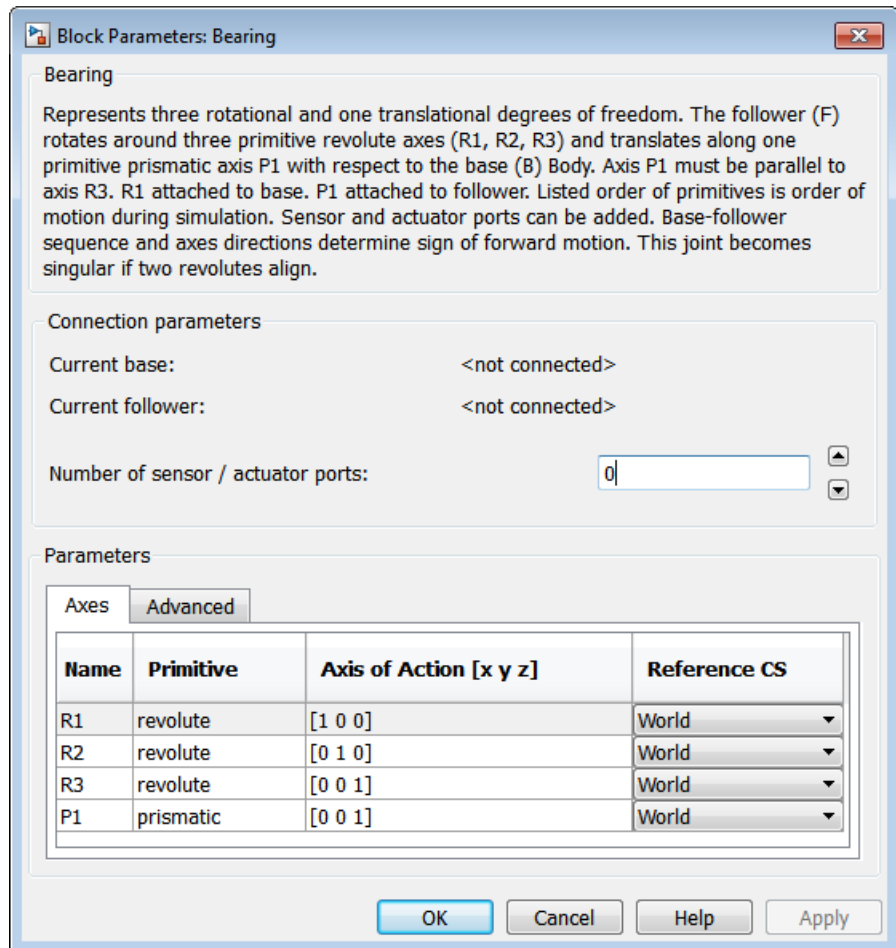 Block Parameters: Bearing
Bearing
Represents three rotational and one translational degrees of freedom. The follower (F)
rotates around three primitive revolute axes (R1, R2, R3) and translates along one
primitive prismatic axis P1 with respect to the base (B) Body. Axis P1 must be parallel to
axis R3. R1 attached to base. P1 attached to follower. Listed order of primitives is order of
motion during simulation. Sensor and actuator ports can be added. Base-follower
sequence and axes directions determine sign of forward motion. This joint becomes
singular if two revolutes align.
Connection parameters
Current base: <not connected>
Current follower: <not connected>
Number of sensor / actuator ports: 0
Parameters
Axes Advanced
Name Primitive Axis of Action [x y z] Reference CS
R1 revolute [1 0 0] World
R2 revolute [0 1 0] World
R3 revolute [0 0 1] World
P1 prismatic [0 0 1] World
OK Cancel Help Apply